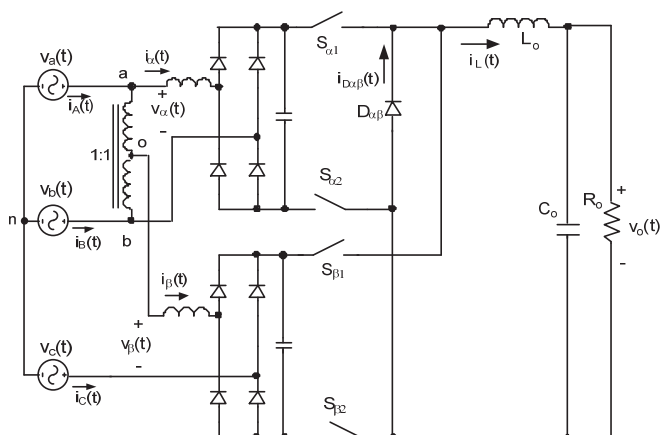 v_a(t)
i_A(t)
a
i_α(t)
+
v_α(t)
-
S_α1
i_Dαβ(t)
D_αβ
i_L(t)
L_o
1:1
o
n
v_b(t)
i_B(t)
b
S_α2
C_o
R_o
+
v_o(t)
-
i_β(t)
S_β1
+
v_β(t)
-
v_c(t)
i_C(t)
S_β2